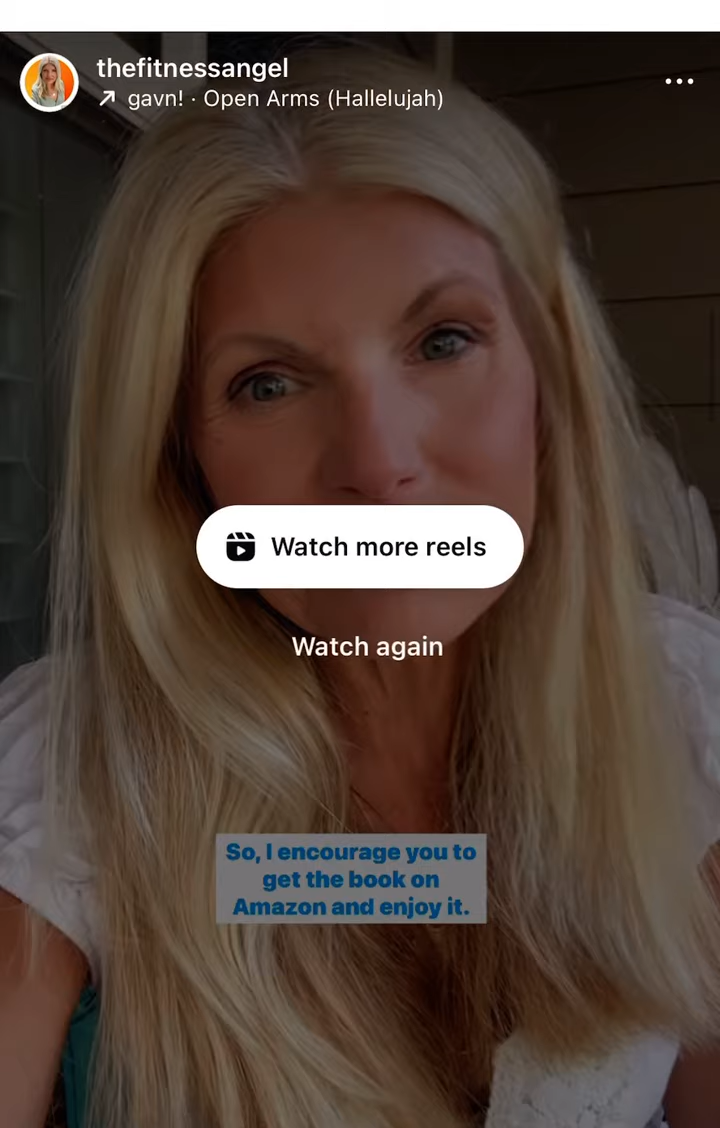 thefitnessangel
gavn! · Open Arms (Hallelujah)
Watch more reels
Watch again
So, I encourage you to
get the book on
Amazon and enjoy it.